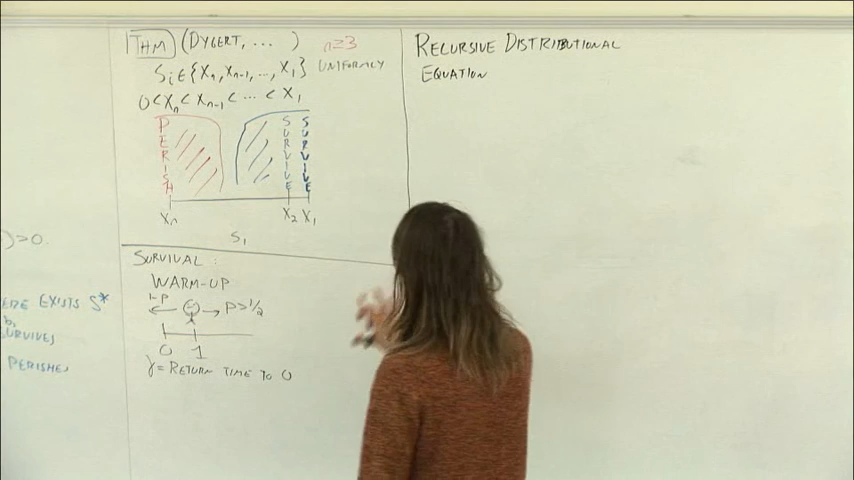 THM (DYGERT, ... )
n≥3
UNIFORMLY
S_i ∈ {X_n, X_{n-1}, ..., X_1}
0 < X_n < X_{n-1} < ... < X_1
PERISH
SURVIVE
SURVIVE
X_n
X_2 X_1
S_1
) > 0.
EXISTS S*
SURVIVES
PERISHES
SURVIVAL :
WARM-UP
1-P
P > 1/2
0 1
γ = RETURN TIME TO 0
RECURSIVE DISTRIBUTIONAL
EQUATION